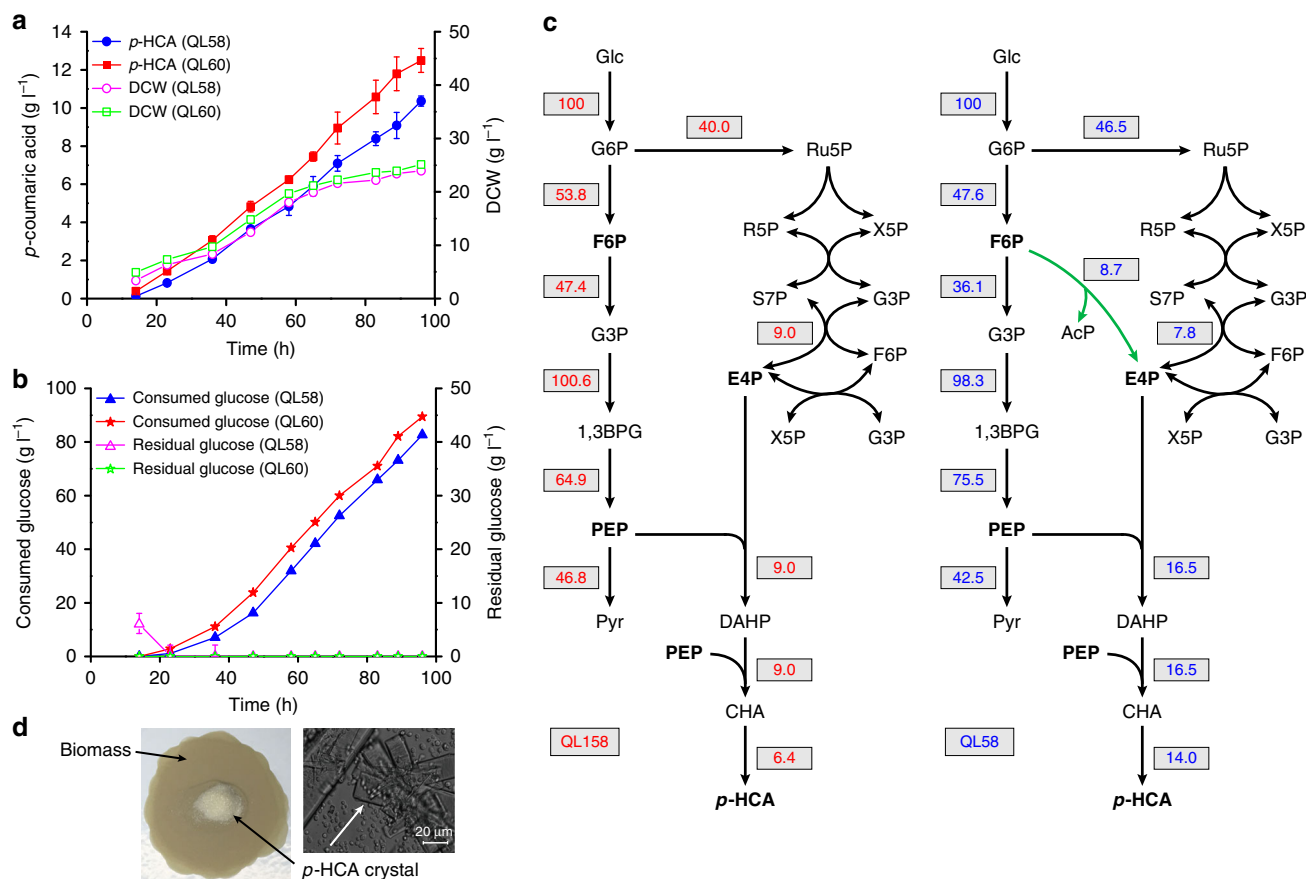 a
p-HCA (QL58)
p-HCA (QL60)
DCW (QL58)
DCW (QL60)
p-coumaric acid (g l⁻¹)
14
12
10
8
6
4
2
0
DCW (g l⁻¹)
50
40
30
20
10
0
0 20 40 60 80 100
Time (h)
b
Consumed glucose (QL58)
Consumed glucose (QL60)
Residual glucose (QL58)
Residual glucose (QL60)
Consumed glucose (g l⁻¹)
100
80
60
40
20
0
Residual glucose (g l⁻¹)
50
40
30
20
10
0
0 20 40 60 80 100
Time (h)
d
Biomass
p-HCA crystal
20 μm
c
Glc
100
40.0
G6P
Ru5P
53.8
R5P
X5P
F6P
47.4
S7P
G3P
G3P
9.0
F6P
100.6
E4P
1,3BPG
X5P
G3P
64.9
PEP
46.8
9.0
Pyr
DAHP
PEP
9.0
CHA
QL158
6.4
p-HCA
Glc
100
46.5
G6P
Ru5P
47.6
R5P
X5P
F6P
8.7
36.1
S7P
G3P
G3P
AcP
7.8
F6P
98.3
E4P
1,3BPG
X5P
G3P
75.5
PEP
42.5
16.5
Pyr
DAHP
PEP
16.5
CHA
QL58
14.0
p-HCA